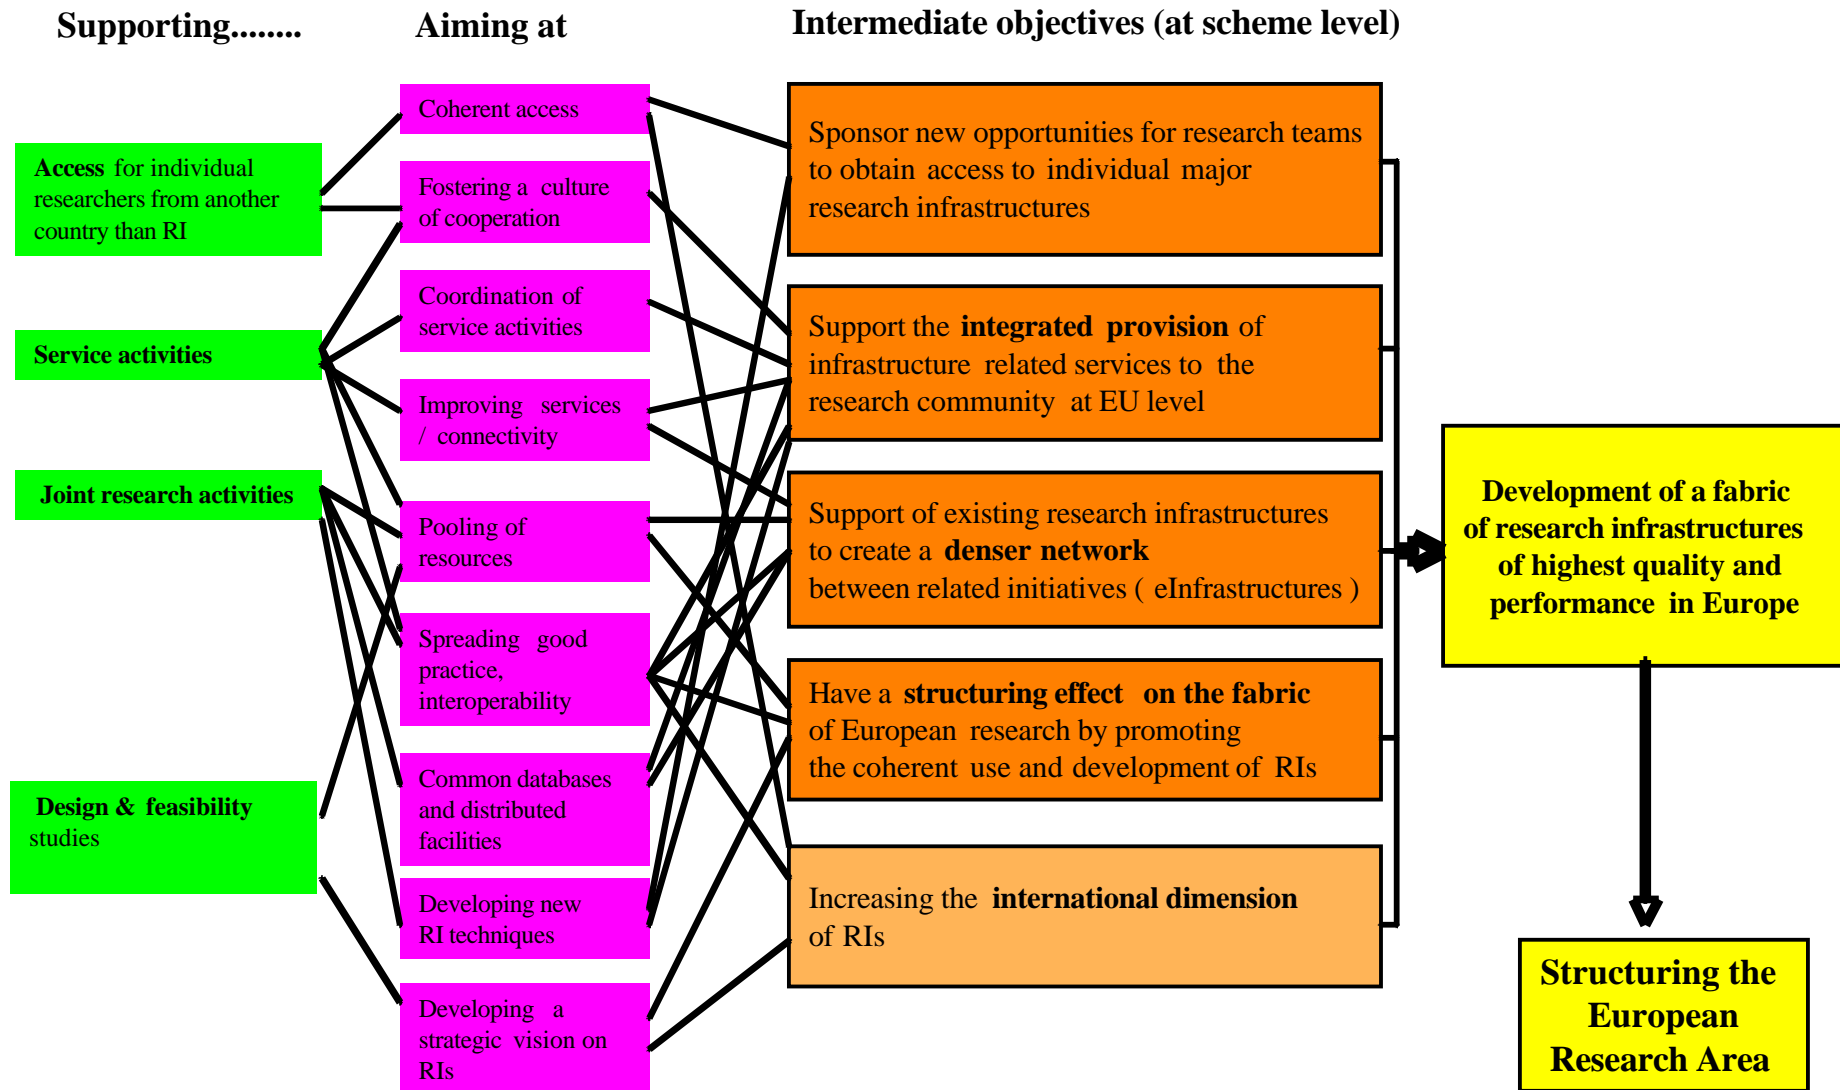 Supporting........
Aiming at
Intermediate objectives (at scheme level)
Access for individual
researchers from another
country than RI
Service activities
Joint research activities
Design & feasibility
studies
Coherent access
Fostering a culture
of cooperation
Coordination of
service activities
Improving services
/ connectivity
Pooling of
resources
Spreading good
practice,
interoperability
Common databases
and distributed
facilities
Developing new
RI techniques
Developing a
strategic vision on
RIs
Sponsor new opportunities for research teams
to obtain access to individual major
research infrastructures
Support the integrated provision of
infrastructure related services to the
research community at EU level
Support of existing research infrastructures
to create a denser network
between related initiatives ( eInfrastructures )
Have a structuring effect on the fabric
of European research by promoting
the coherent use and development of RIs
Increasing the international dimension
of RIs
Development of a fabric
of research infrastructures
of highest quality and
performance in Europe
Structuring the
European
Research Area